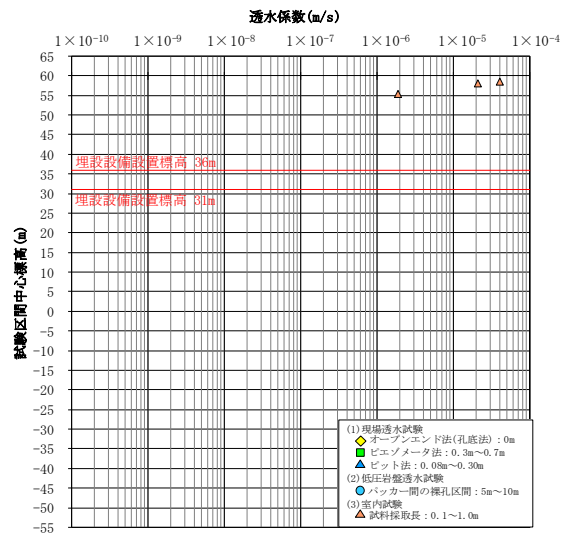 透水係数(m/s)
1×10⁻¹⁰ 1×10⁻⁹ 1×10⁻⁸ 1×10⁻⁷ 1×10⁻⁶ 1×10⁻⁵ 1×10⁻⁴
試験区間中心標高(m)
65
60
55
50
45
40
35
30
25
20
15
10
5
0
-5
-10
-15
-20
-25
-30
-35
-40
-45
-50
-55
埋設設備設置標高 36m
埋設設備設置標高 31m
(1)現場透水試験
オープンエンド法(孔底法):0m
ピエゾメータ法:0.3m~0.7m
ピット法:0.08m~0.30m
(2)低圧岩盤透水試験
パッカー間の裸孔区間:5m~10m
(3)室内試験
試料採取長:0.1~1.0m